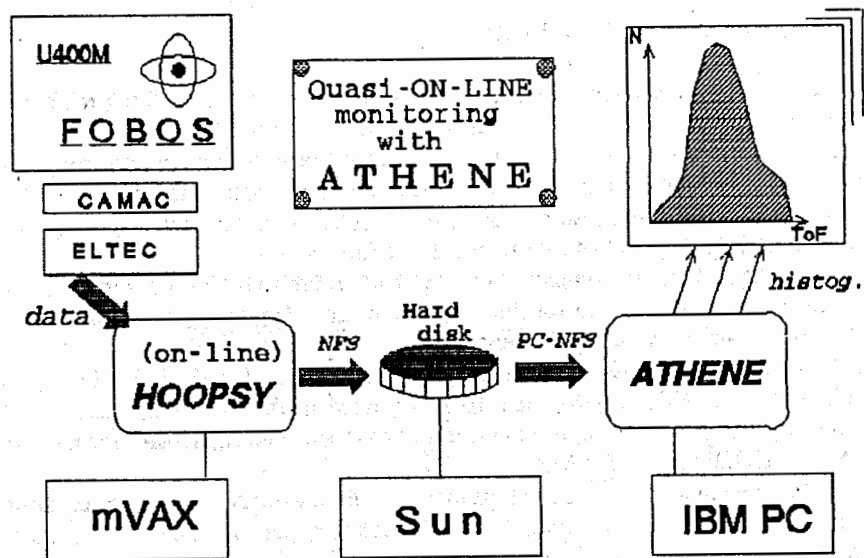 U400M
FOBOS
CAMAC
ELTEC
data
Quasi-ON-LINE
monitoring
with
ATHENE
N
ToF
histog.
(on-line)
HOOPSY
NFS
Hard
disk
PC-NFS
ATHENE
mVAX
Sun
IBM PC